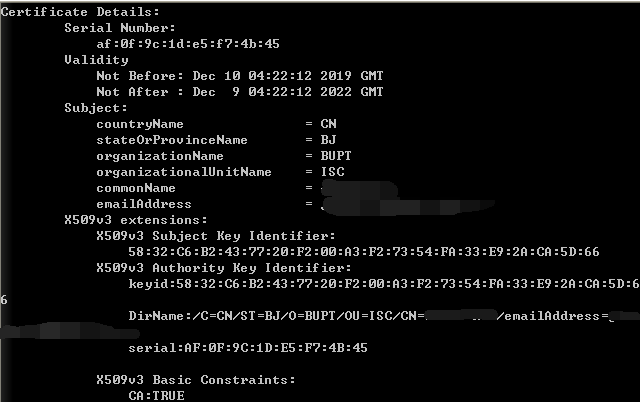 Certificate Details:
Serial Number:
af:0f:9c:1d:e5:f7:4b:45
Validity
Not Before: Dec 10 04:22:12 2019 GMT
Not After : Dec  9 04:22:12 2022 GMT
Subject:
countryName = CN
stateOrProvinceName = BJ
organizationName = BUPT
organizationalUnitName = ISC
commonName =
emailAddress =
X509v3 extensions:
X509v3 Subject Key Identifier:
58:32:C6:B2:43:77:20:F2:00:A3:F2:73:54:FA:33:E9:2A:CA:5D:66
X509v3 Authority Key Identifier:
keyid:58:32:C6:B2:43:77:20:F2:00:A3:F2:73:54:FA:33:E9:2A:CA:5D:6
6
DirName:/C=CN/ST=BJ/O=BUPT/OU=ISC/CN= /emailAddress=
serial:AF:0F:9C:1D:E5:F7:4B:45
X509v3 Basic Constraints:
CA:TRUE